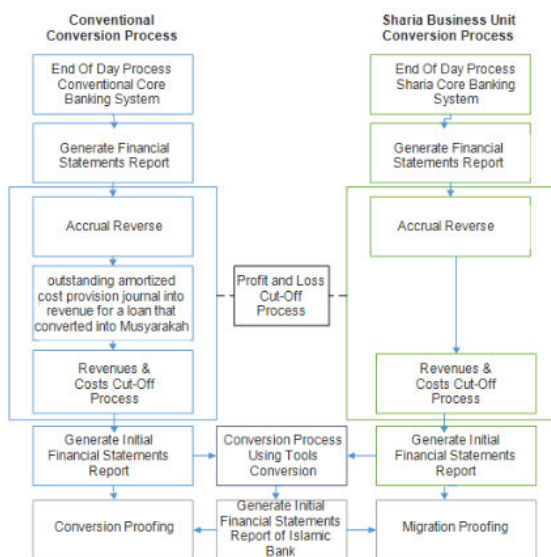 Conventional
Conversion Process
End Of Day Process
Conventional Core
Banking System
Generate Financial
Statements Report
Accrual Reverse
outstanding amortized
cost provision journal into
revenue for a loan that
converted into Musyarakah
Revenues &
Costs Cut-Off
Process
Generate Initial
Financial Statements
Report
Conversion Proofing
Profit and Loss
Cut-Off
Process
Conversion Process
Using Tools
Conversion
Generate Initial
Financial Statements
Report of Islamic
Bank
Sharia Business Unit
Conversion Process
End Of Day Process
Sharia Core Banking
System
Generate Financial
Statements Report
Accrual Reverse
Revenues &
Costs Cut-Off
Process
Generate Initial
Financial Statements
Report
Migration Proofing